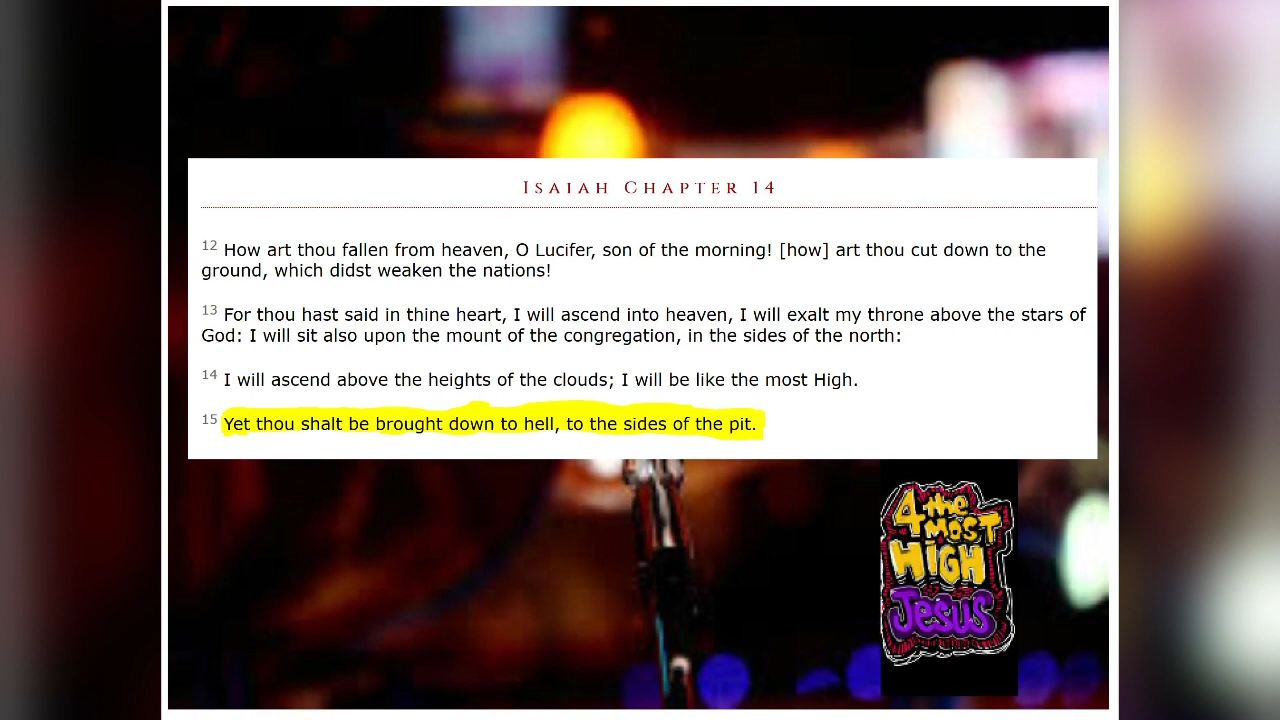 Isaiah Chapter 14
12 How art thou fallen from heaven, O Lucifer, son of the morning! [how] art thou cut down to the
ground, which didst weaken the nations!
13 For thou hast said in thine heart, I will ascend into heaven, I will exalt my throne above the stars of
God: I will sit also upon the mount of the congregation, in the sides of the north:
14 I will ascend above the heights of the clouds; I will be like the most High.
15 Yet thou shalt be brought down to hell, to the sides of the pit.
4 the
MOST
HiGH
Jesus